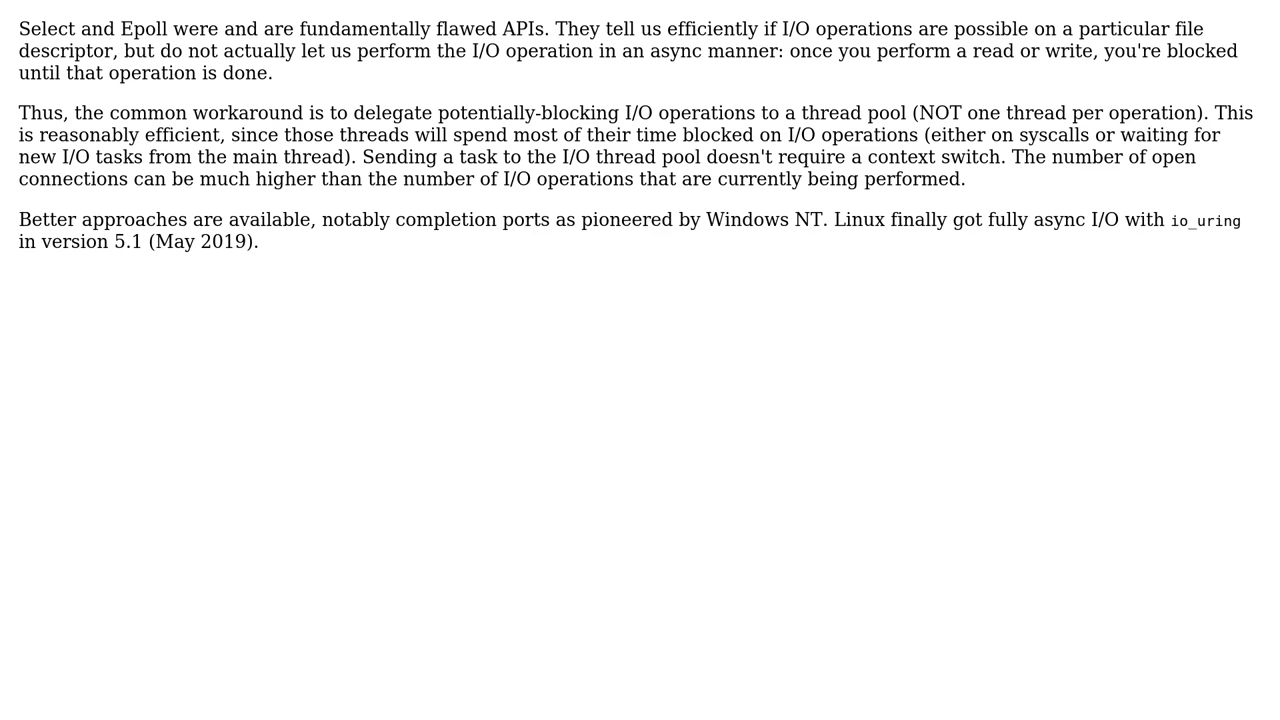 Select and Epoll were and are fundamentally flawed APIs. They tell us efficiently if I/O operations are possible on a particular file
descriptor, but do not actually let us perform the I/O operation in an async manner: once you perform a read or write, you're blocked
until that operation is done.
Thus, the common workaround is to delegate potentially-blocking I/O operations to a thread pool (NOT one thread per operation). This
is reasonably efficient, since those threads will spend most of their time blocked on I/O operations (either on syscalls or waiting for
new I/O tasks from the main thread). Sending a task to the I/O thread pool doesn't require a context switch. The number of open
connections can be much higher than the number of I/O operations that are currently being performed.
Better approaches are available, notably completion ports as pioneered by Windows NT. Linux finally got fully async I/O with io_uring
in version 5.1 (May 2019).